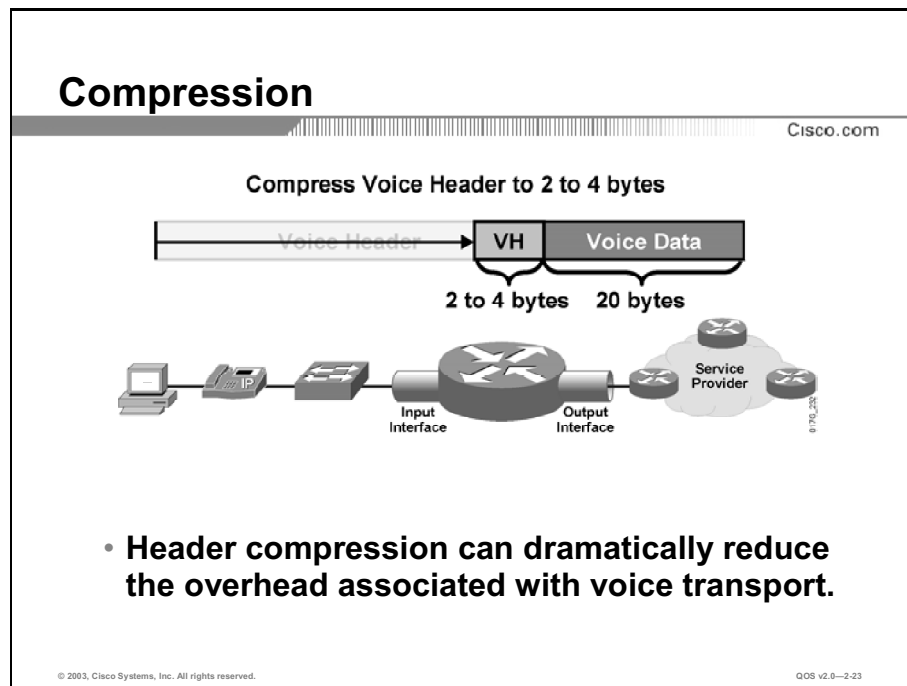 Compression
Cisco.com
Compress Voice Header to 2 to 4 bytes
Voice Header
VH
Voice Data
2 to 4 bytes
20 bytes
IP
Input
Interface
Output
Interface
Service
Provider
• Header compression can dramatically reduce
the overhead associated with voice transport.
© 2003, Cisco Systems, Inc. All rights reserved.
QOS v2.0—2-23